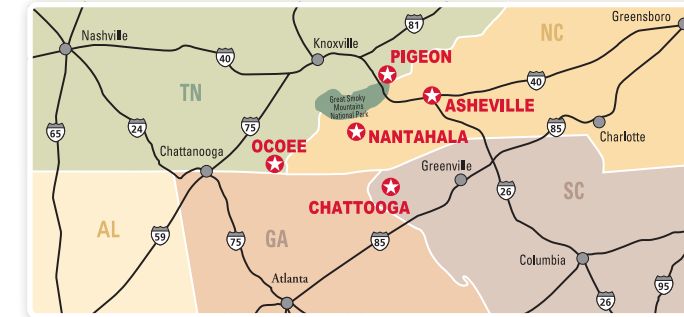 Greensboro
81
NC
Nashville
Knoxville
PIGEON
40
40
TN
Great Smoky
Mountains
National Park
ASHEVILLE
65
24
75
NANTAHALA
85
Charlotte
OCOEE
Chattanooga
Greenville
26
SC
CHATTOOGA
AL
59
75
GA
85
Columbia
Atlanta
26
95